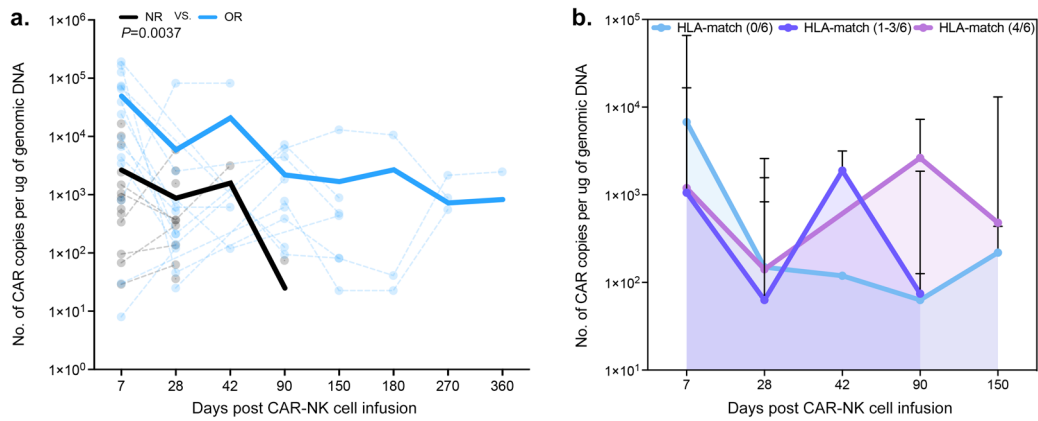 a.
NR VS. OR
P=0.0037
No. of CAR copies per ug of genomic DNA
1×10⁶
1×10⁵
1×10⁴
1×10³
1×10²
1×10¹
1×10⁰
7 28 42 90 150 180 270 360
Days post CAR-NK cell infusion
b.
HLA-match (0/6) HLA-match (1-3/6) HLA-match (4/6)
No. of CAR copies per ug of genomic DNA
1×10⁵
1×10⁴
1×10³
1×10²
1×10¹
7 28 42 90 150
Days post CAR-NK cell infusion